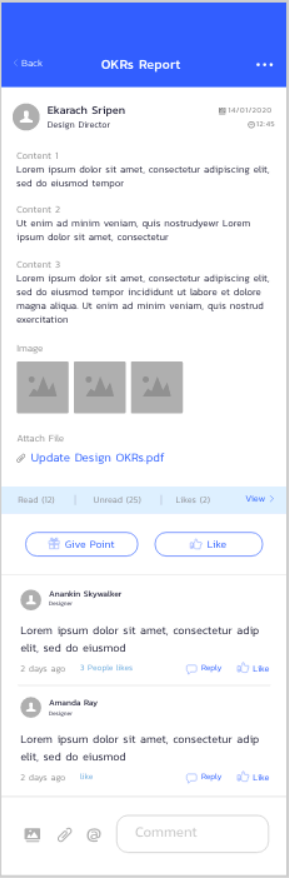 Back
OKRs Report
Ekarach Sripen
14/01/2020
Design Director
12:45
Content 1
Lorem ipsum dolor sit amet, consectetur adipiscing elit,
sed do eiusmod tempor
Content 2
Ut enim ad minim veniam, quis nostrudyewr Lorem
ipsum dolor sit amet, consectetur
Content 3
Lorem ipsum dolor sit amet, consectetur adipiscing elit,
sed do eiusmod tempor incididunt ut labore et dolore
magna aliqua. Ut enim ad minim veniam, quis nostrud
exercitation
Image
Attach File
Update Design OKRs.pdf
Read (12) | Unread (25) | Likes (2) View >
Give Point
Like
Anankin Skywalker
Designer
Lorem ipsum dolor sit amet, consectetur adip
elit, sed do eiusmod
2 days ago 3 People likes Reply Like
Amanda Ray
Designer
Lorem ipsum dolor sit amet, consectetur adip
elit, sed do eiusmod
2 days ago like Reply Like
@ Comment